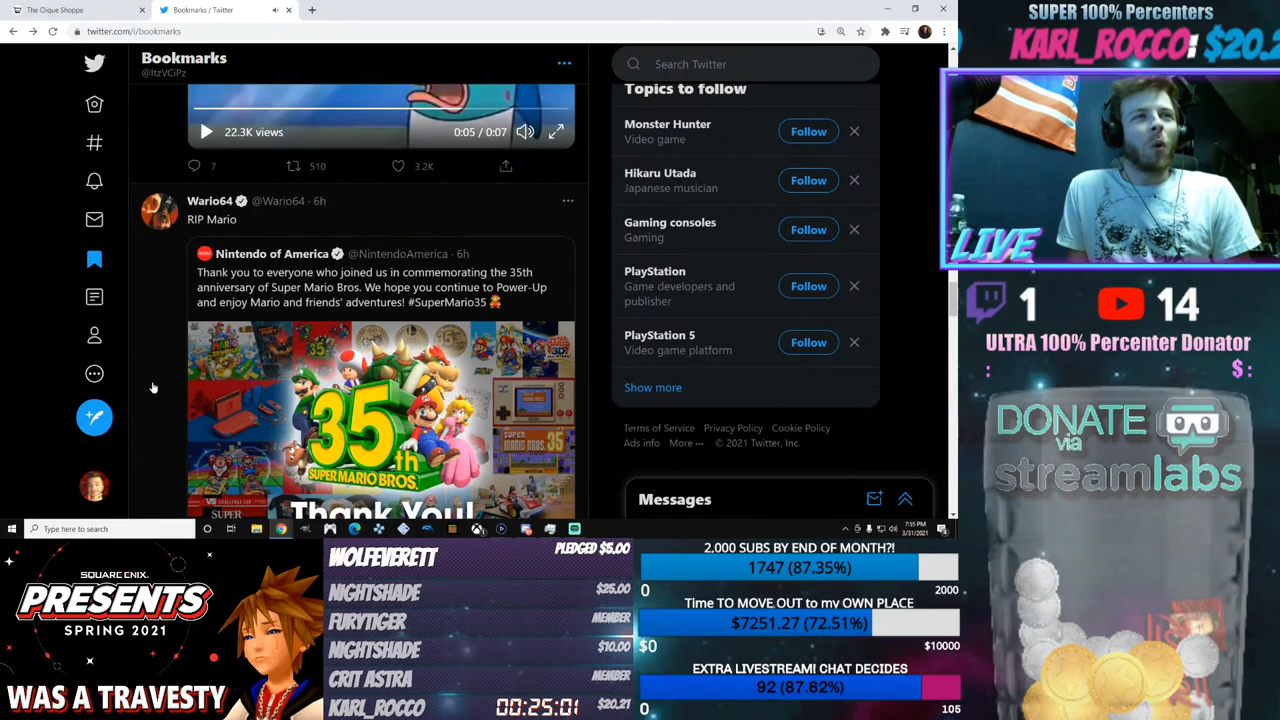 The Clique Shoppe
Bookmarks / Twitter
twitter.com/i/bookmarks
Bookmarks
@ItzVCiPz
22.3K views
0:05 / 0:07
7
510
3.2K
Wario64 @Wario64 · 6h
RIP Mario
Nintendo of America @NintendoAmerica · 6h
Thank you to everyone who joined us in commemorating the 35th
anniversary of Super Mario Bros. We hope you continue to Power-Up
and enjoy Mario and friends' adventures! #SuperMario35
35th
SUPER MARIO BROS.
Thank You!
Search Twitter
Topics to follow
Monster Hunter
Video game
Follow
Hikaru Utada
Japanese musician
Follow
Gaming consoles
Gaming
Follow
PlayStation
Game developers and
publisher
Follow
PlayStation 5
Video game platform
Follow
Show more
Terms of Service Privacy Policy Cookie Policy
Ads info More ··· © 2021 Twitter, Inc.
Messages
Type here to search
7:55 PM
3/31/2021
SUPER 100% Percenters
KARL_ROCCO: $20.2
LIVE
1
14
ULTRA 100% Percenter Donator
: $:
DONATE
via
streamlabs
SQUARE ENIX
PRESENTS
SPRING 2021
WAS A TRAVESTY
WOLFEVERETT PLEDGED $5.00
NIGHTSHADE $25.00
FURYTIGER MEMBER
NIGHTSHADE $10.00
CRIT ASTRA MEMBER
KARL_ROCCO 00:25:01 $20.21
2,000 SUBS BY END OF MONTH?!
1747 (87.35%)
0 2000
Time TO MOVE OUT to my OWN PLACE
$7251.27 (72.51%)
$0 $10000
EXTRA LIVESTREAM! CHAT DECIDES
92 (87.62%)
0 105